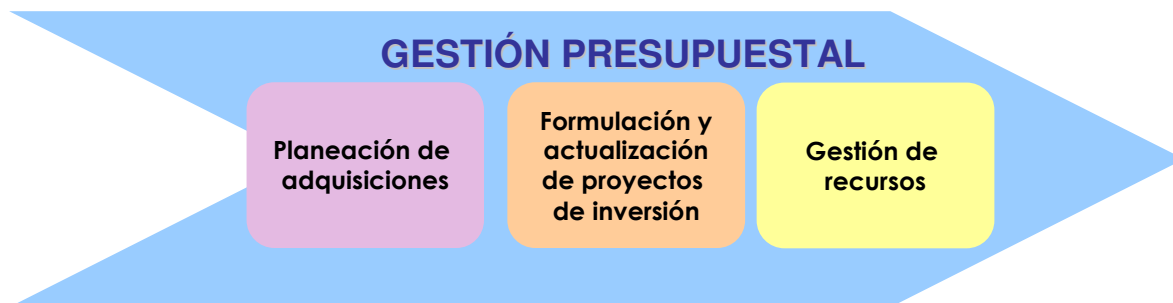 GESTIÓN PRESUPUESTAL
Planeación de
adquisiciones
Formulación y
actualización
de proyectos
de inversión
Gestión de
recursos